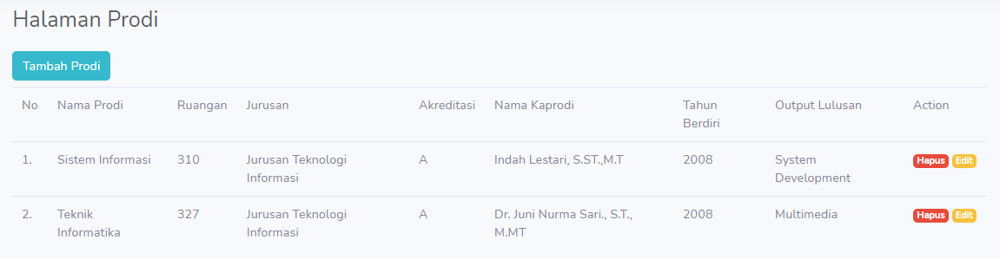 Halaman Prodi
Tambah Prodi
No Nama Prodi Ruangan Jurusan Akreditasi Nama Kaprodi Tahun Berdiri Output Lulusan Action
1. Sistem Informasi 310 Jurusan Teknologi Informasi A Indah Lestari, S.ST.,M.T 2008 System Development Hapus Edit
2. Teknik Informatika 327 Jurusan Teknologi Informasi A Dr. Juni Nurma Sari, S.T., M.MT 2008 Multimedia Hapus Edit